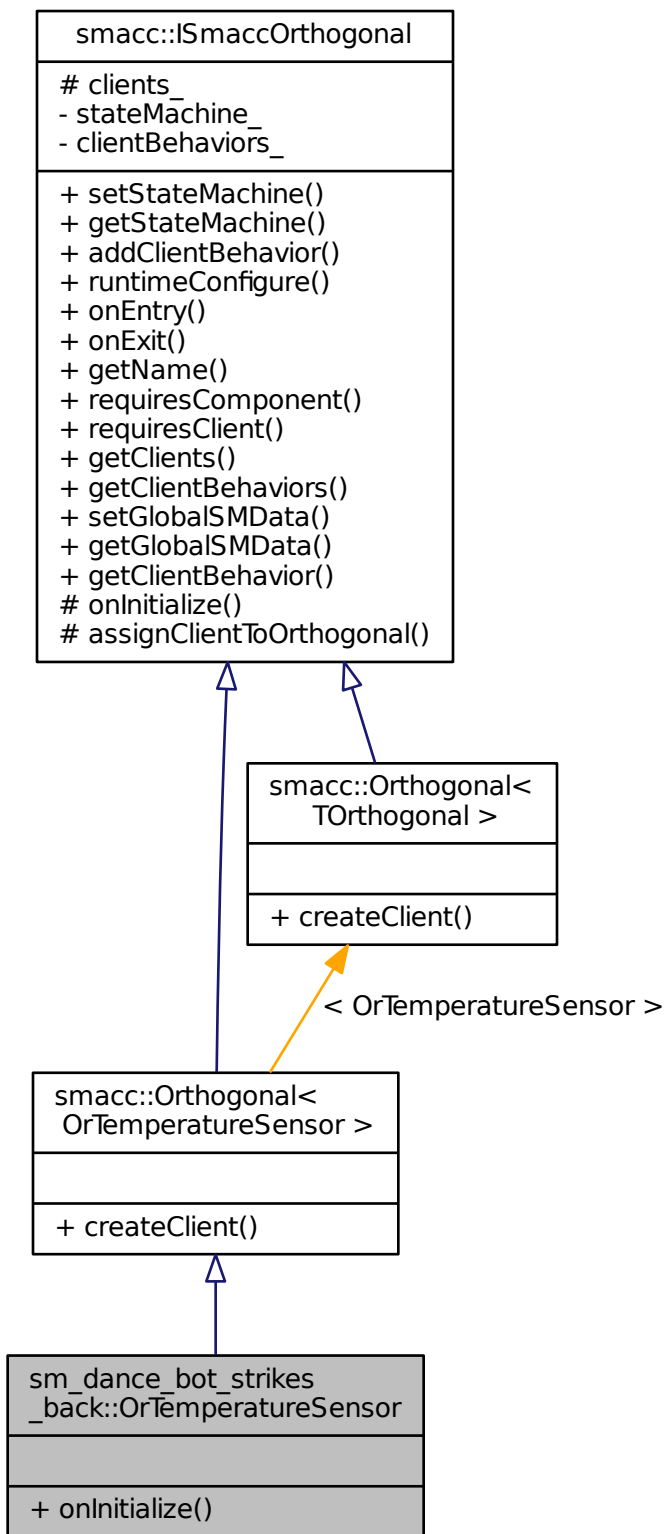 smacc::ISmaccOrthogonal
# clients_
- stateMachine_
- clientBehaviors_
+ setStateMachine()
+ getStateMachine()
+ addClientBehavior()
+ runtimeConfigure()
+ onEntry()
+ onExit()
+ getName()
+ requiresComponent()
+ requiresClient()
+ getClients()
+ getClientBehaviors()
+ setGlobalSMData()
+ getGlobalSMData()
+ getClientBehavior()
# onInitialize()
# assignClientToOrthogonal()
smacc::Orthogonal<
TOrthogonal >
+ createClient()
< OrTemperatureSensor >
smacc::Orthogonal<
OrTemperatureSensor >
+ createClient()
sm_dance_bot_strikes
_back::OrTemperatureSensor
+ onInitialize()